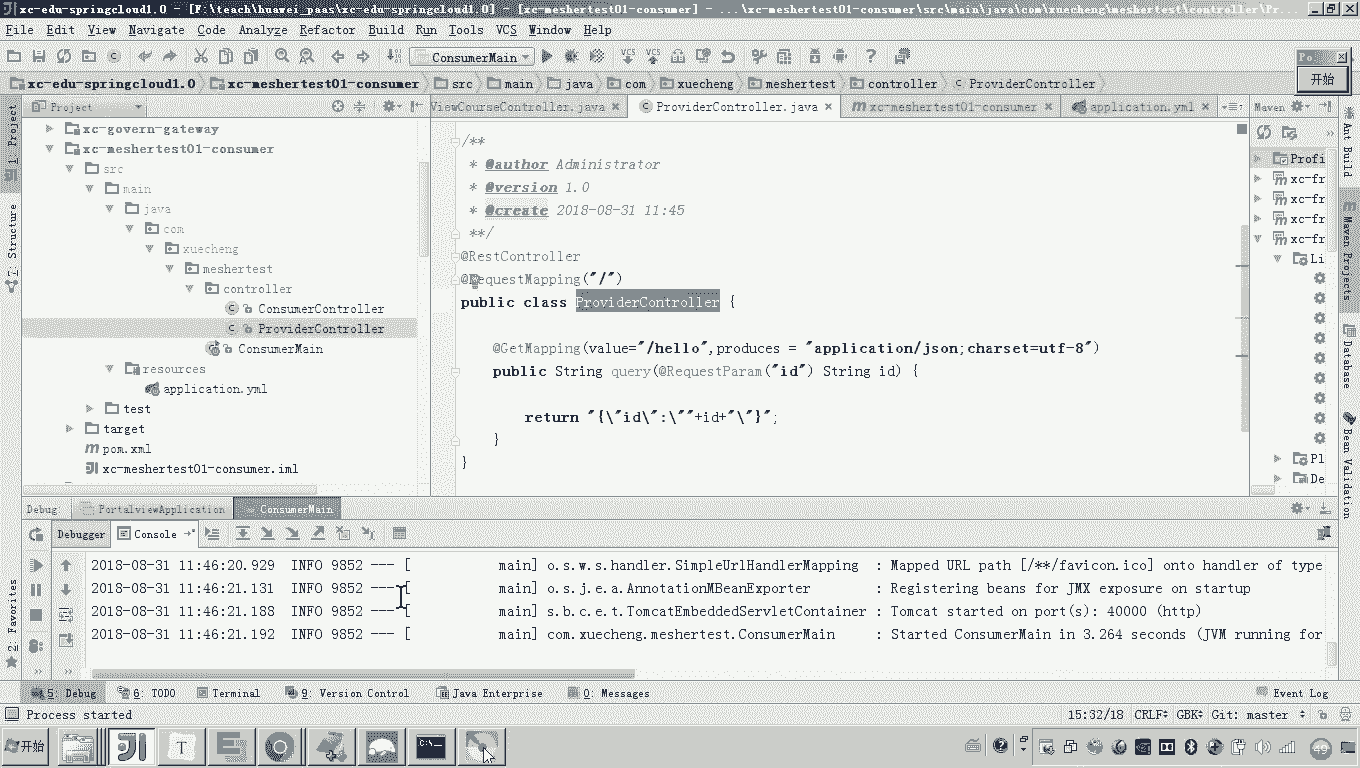 xc-edu-springcloud1.0 - [F:\teach\huawei_paas\xc-edu-springcloud1.0] - [xc-meshertest01-consumer] - ...\xc-meshertest01-consumer\src\main\java\com\xuecheng\meshertest\controller\Pr...
File Edit View Navigate Code Analyze Refactor Build Run Tools VCS Window Help
ConsumerMain
开始
xc-edu-springcloud1.0 xc-meshertest01-consumer src main java com xuecheng meshertest controller ProviderController
Project
ViewCourseController.java ProviderController.java xc-meshertest01-consumer application.yml
Maven
1: Project
7: Structure
2: Favorites
xc-govern-gateway
xc-meshertest01-consumer
src
main
java
com
xuecheng
meshertest
controller
ConsumerController
ProviderController
ConsumerMain
resources
application.yml
test
target
pom.xml
xc-meshertest01-consumer.iml
/**
* @author Administrator
* @version 1.0
* @create 2018-08-31 11:45
**/
@RestController
@RequestMapping("/")
public class ProviderController {
@GetMapping(value="/hello",produces = "application/json;charset=utf-8")
public String query(@RequestParam("id") String id) {
return "{\"id\":\""+id+"\"}";
}
}
Profi
xc-fr
xc-fr
xc-fr
xc-fr
Li
Pl
De
Ant Build
Maven Projects
Database
Bean Validation
Debug: PortalviewApplication ConsumerMain
Debugger Console
2018-08-31 11:46:20.929 INFO 9852 --- [ main] o.s.w.s.handler.SimpleUrlHandlerMapping : Mapped URL path [/**/favicon.ico] onto handler of type
2018-08-31 11:46:21.131 INFO 9852 --- [ main] o.s.j.e.a.AnnotationMBeanExporter : Registering beans for JMX exposure on startup
2018-08-31 11:46:21.188 INFO 9852 --- [ main] s.b.c.e.t.TomcatEmbeddedServletContainer : Tomcat started on port(s): 40000 (http)
2018-08-31 11:46:21.192 INFO 9852 --- [ main] com.xuecheng.meshertest.ConsumerMain : Started ConsumerMain in 3.264 seconds (JVM running for
5: Debug 6: TODO Terminal 9: Version Control Java Enterprise 0: Messages Event Log
Process started 15:32/18 CRLF GBK Git: master
开始
49